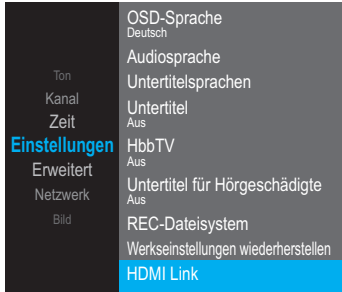 Ton
Kanal
Zeit
Einstellungen
Erweitert
Netzwerk
Bild
OSD-Sprache
Deutsch
Audiosprache
Untertitelsprachen
Untertitel
Aus
HbbTV
Aus
Untertitel für Hörgeschädigte
Aus
REC-Dateisystem
Werkseinstellungen wiederherstellen
HDMI Link